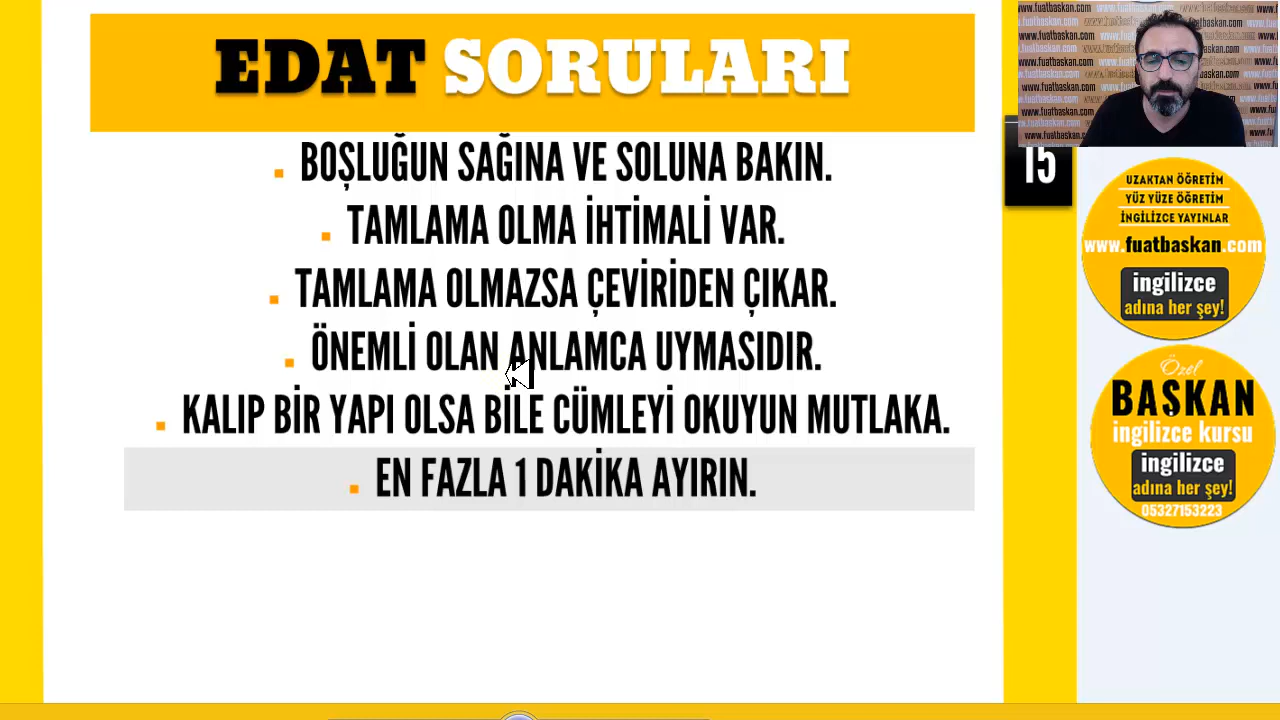 EDAT SORULARI
BOŞLUĞUN SAĞINA VE SOLUNA BAKIN.
TAMLAMA OLMA İHTİMALİ VAR.
TAMLAMA OLMAZSA ÇEVİRİDEN ÇIKAR.
ÖNEMLİ OLAN ANLAMCA UYMASIDIR.
KALIP BİR YAPI OLSA BİLE CÜMLEYİ OKUYUN MUTLAKA.
EN FAZLA 1 DAKİKA AYIRIN.
www.fuatbaskan.com
15
UZAKTAN ÖĞRETİM
YÜZ YÜZE ÖĞRETİM
İNGİLİZCE YAYINLAR
www.fuatbaskan.com
ingilizce
adına her şey!
Özel
BAŞKAN
ingilizce kursu
ingilizce
adına her şey!
05327153223